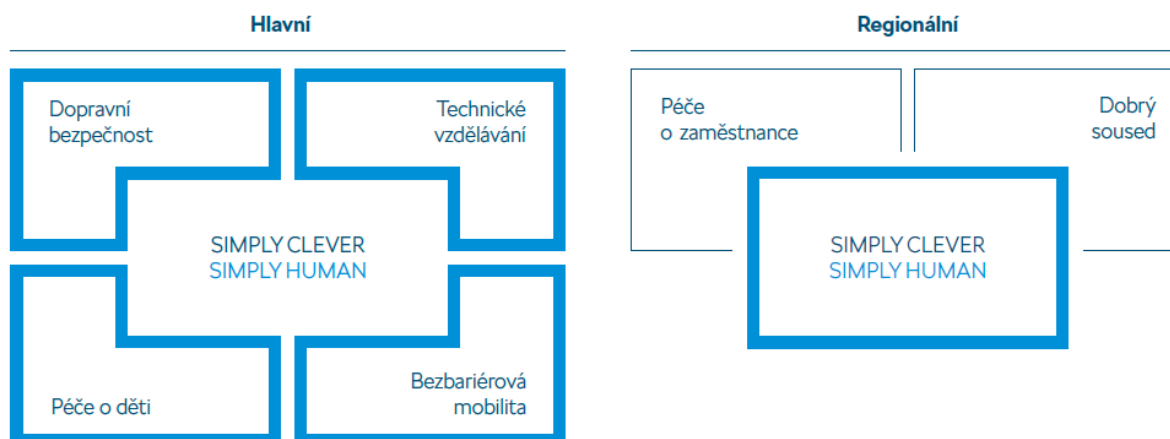 Hlavní
Dopravní
bezpečnost
Technické
vzdělávání
SIMPLY CLEVER
SIMPLY HUMAN
Péče o děti
Bezbariérová
mobilita
Regionální
Péče
o zaměstnance
Dobrý
soused
SIMPLY CLEVER
SIMPLY HUMAN